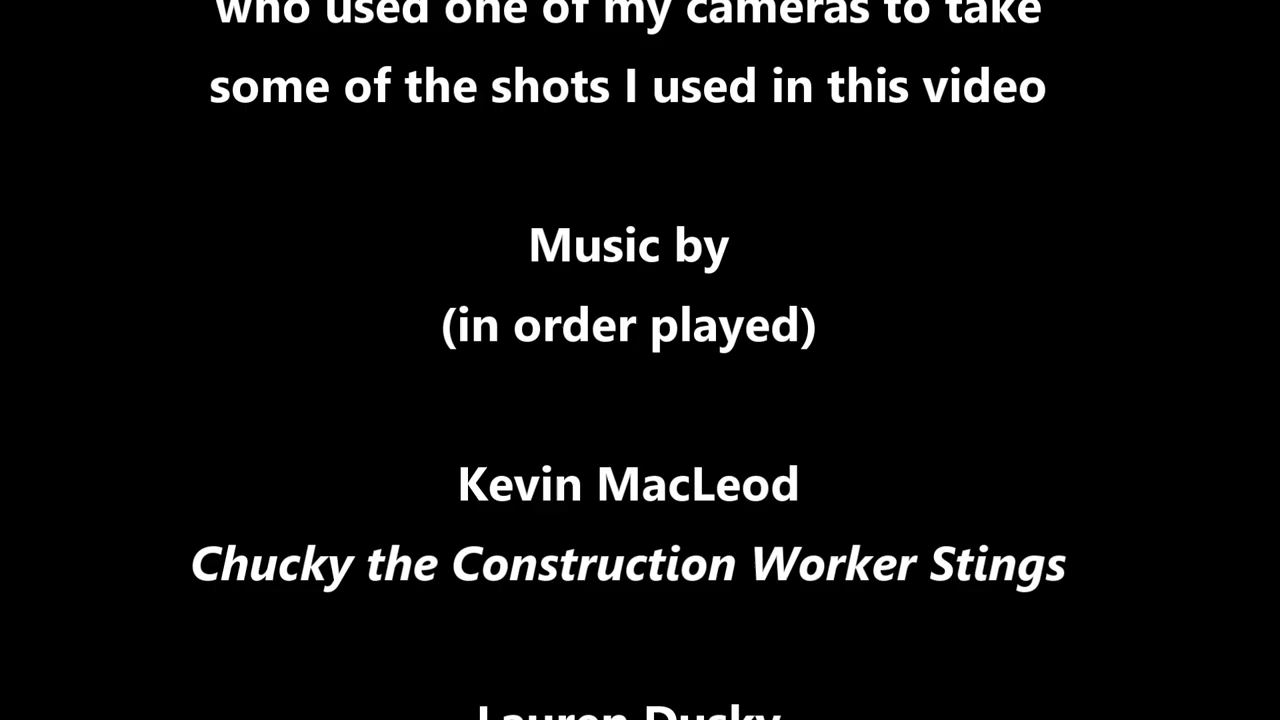 who used one of my cameras to take
some of the shots I used in this video
Music by
(in order played)
Kevin MacLeod
Chucky the Construction Worker Stings
Lauren Dusky